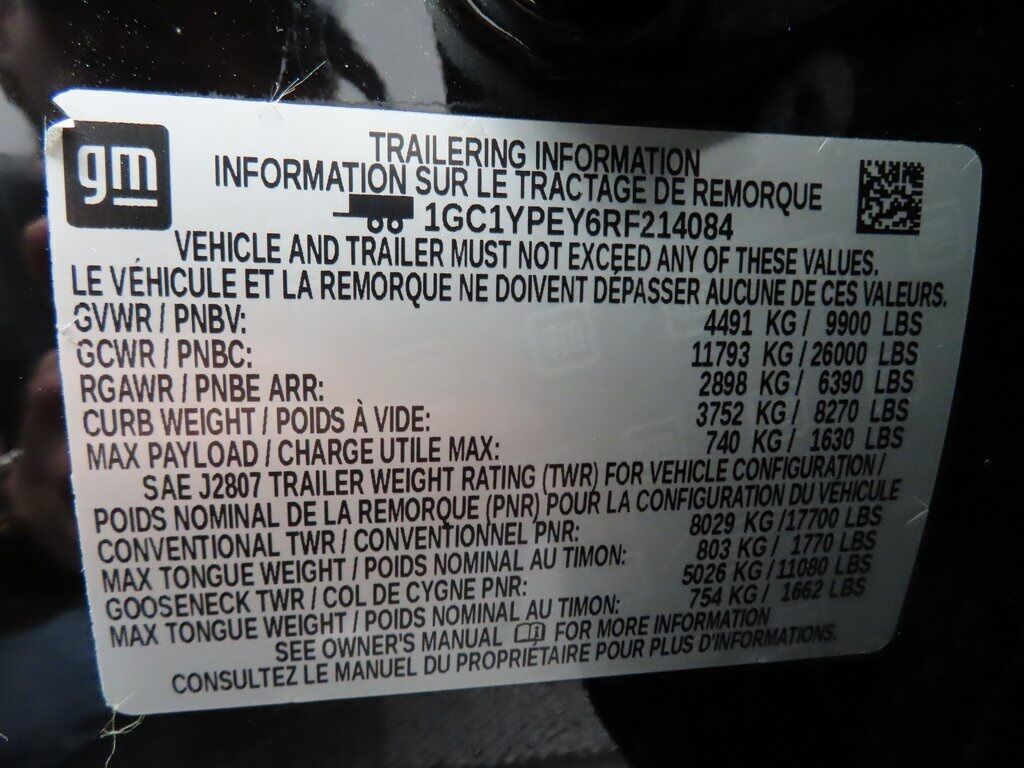 gm
TRAILERING INFORMATION
INFORMATION SUR LE TRACTAGE DE REMORQUE
1GC1YPEY6RF214084
VEHICLE AND TRAILER MUST NOT EXCEED ANY OF THESE VALUES.
LE VÉHICULE ET LA REMORQUE NE DOIVENT DÉPASSER AUCUNE DE CES VALEURS.
GVWR / PNBV: 4491 KG / 9900 LBS
GCWR / PNBC: 11793 KG / 26000 LBS
RGAWR / PNBE ARR: 2898 KG / 6390 LBS
CURB WEIGHT / POIDS À VIDE: 3752 KG / 8270 LBS
MAX PAYLOAD / CHARGE UTILE MAX: 740 KG / 1630 LBS
SAE J2807 TRAILER WEIGHT RATING (TWR) FOR VEHICLE CONFIGURATION /
POIDS NOMINAL DE LA REMORQUE (PNR) POUR LA CONFIGURATION DU VÉHICULE
CONVENTIONAL TWR / CONVENTIONNEL PNR: 8029 KG /17700 LBS
MAX TONGUE WEIGHT / POIDS NOMINAL AU TIMON: 803 KG / 1770 LBS
GOOSENECK TWR / COL DE CYGNE PNR: 5026 KG /11080 LBS
MAX TONGUE WEIGHT / POIDS NOMINAL AU TIMON: 754 KG / 1662 LBS
SEE OWNER'S MANUAL FOR MORE INFORMATION
CONSULTEZ LE MANUEL DU PROPRIÉTAIRE POUR PLUS D'INFORMATIONS.